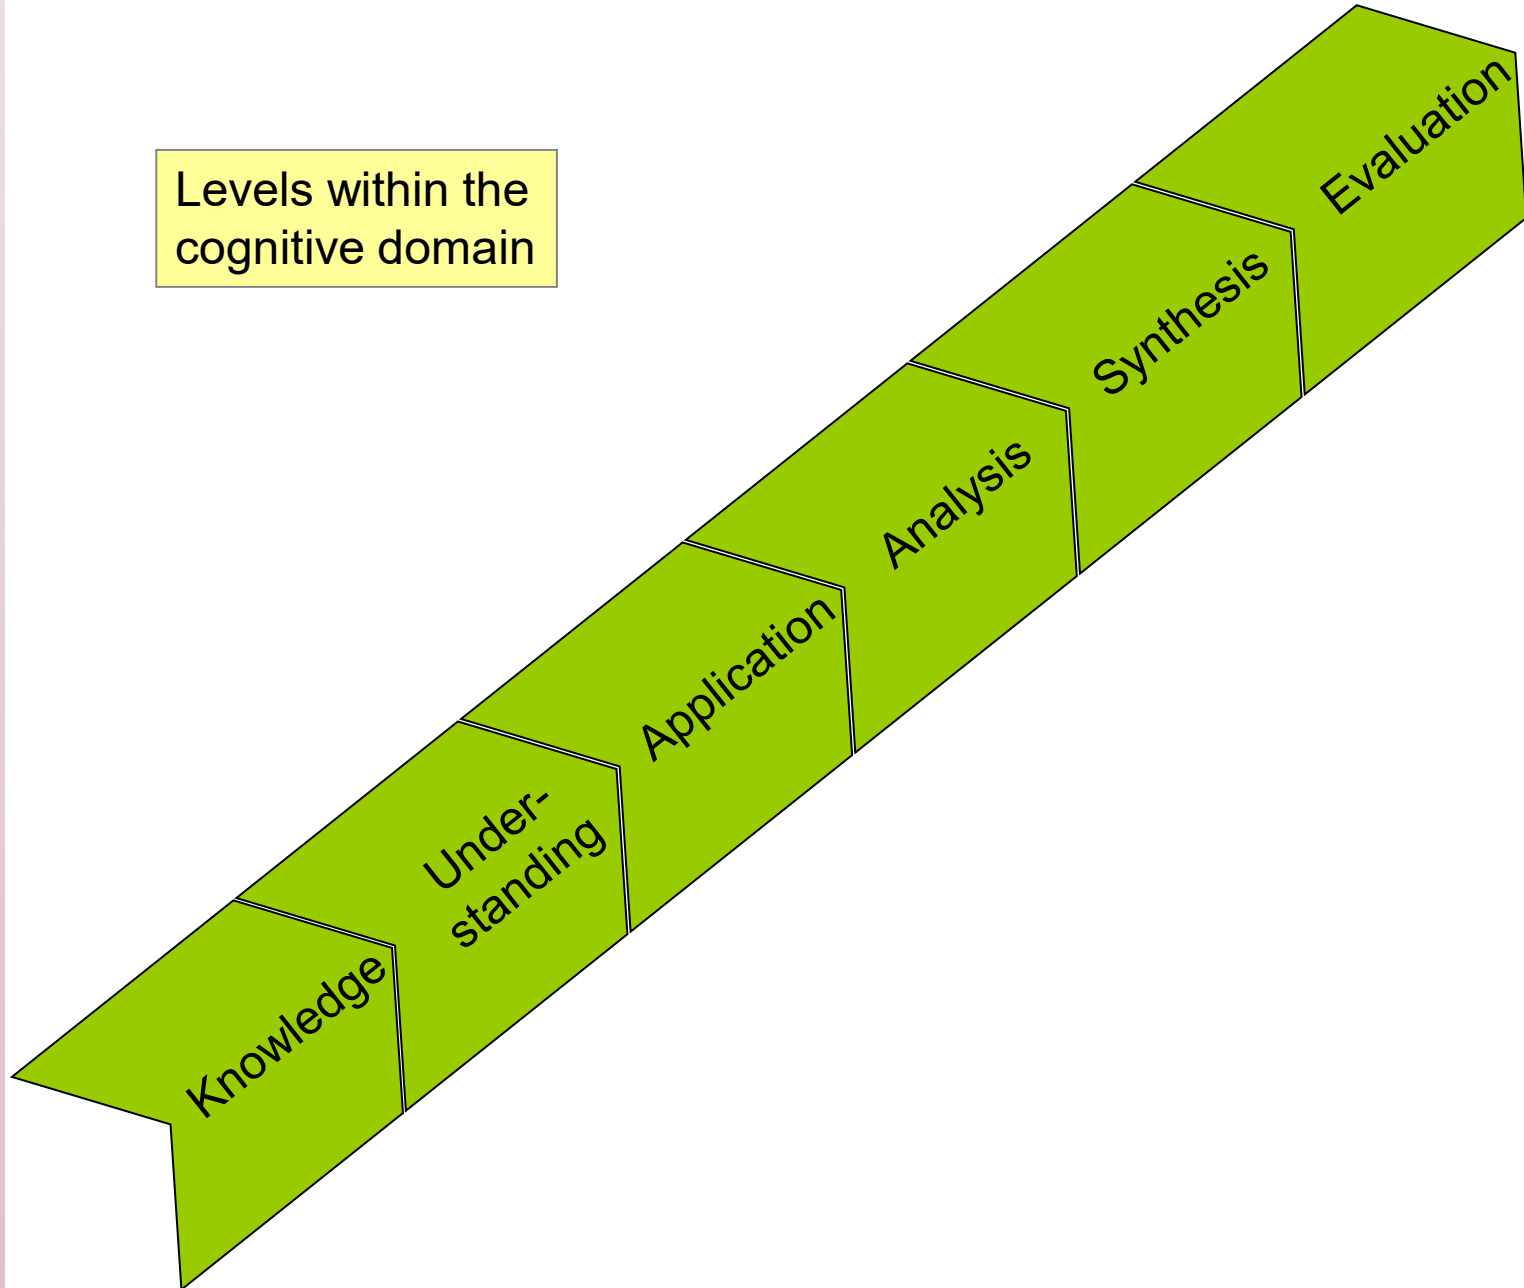 Levels within the
cognitive domain
Evaluation
Synthesis
Analysis
Application
Under-
standing
Knowledge